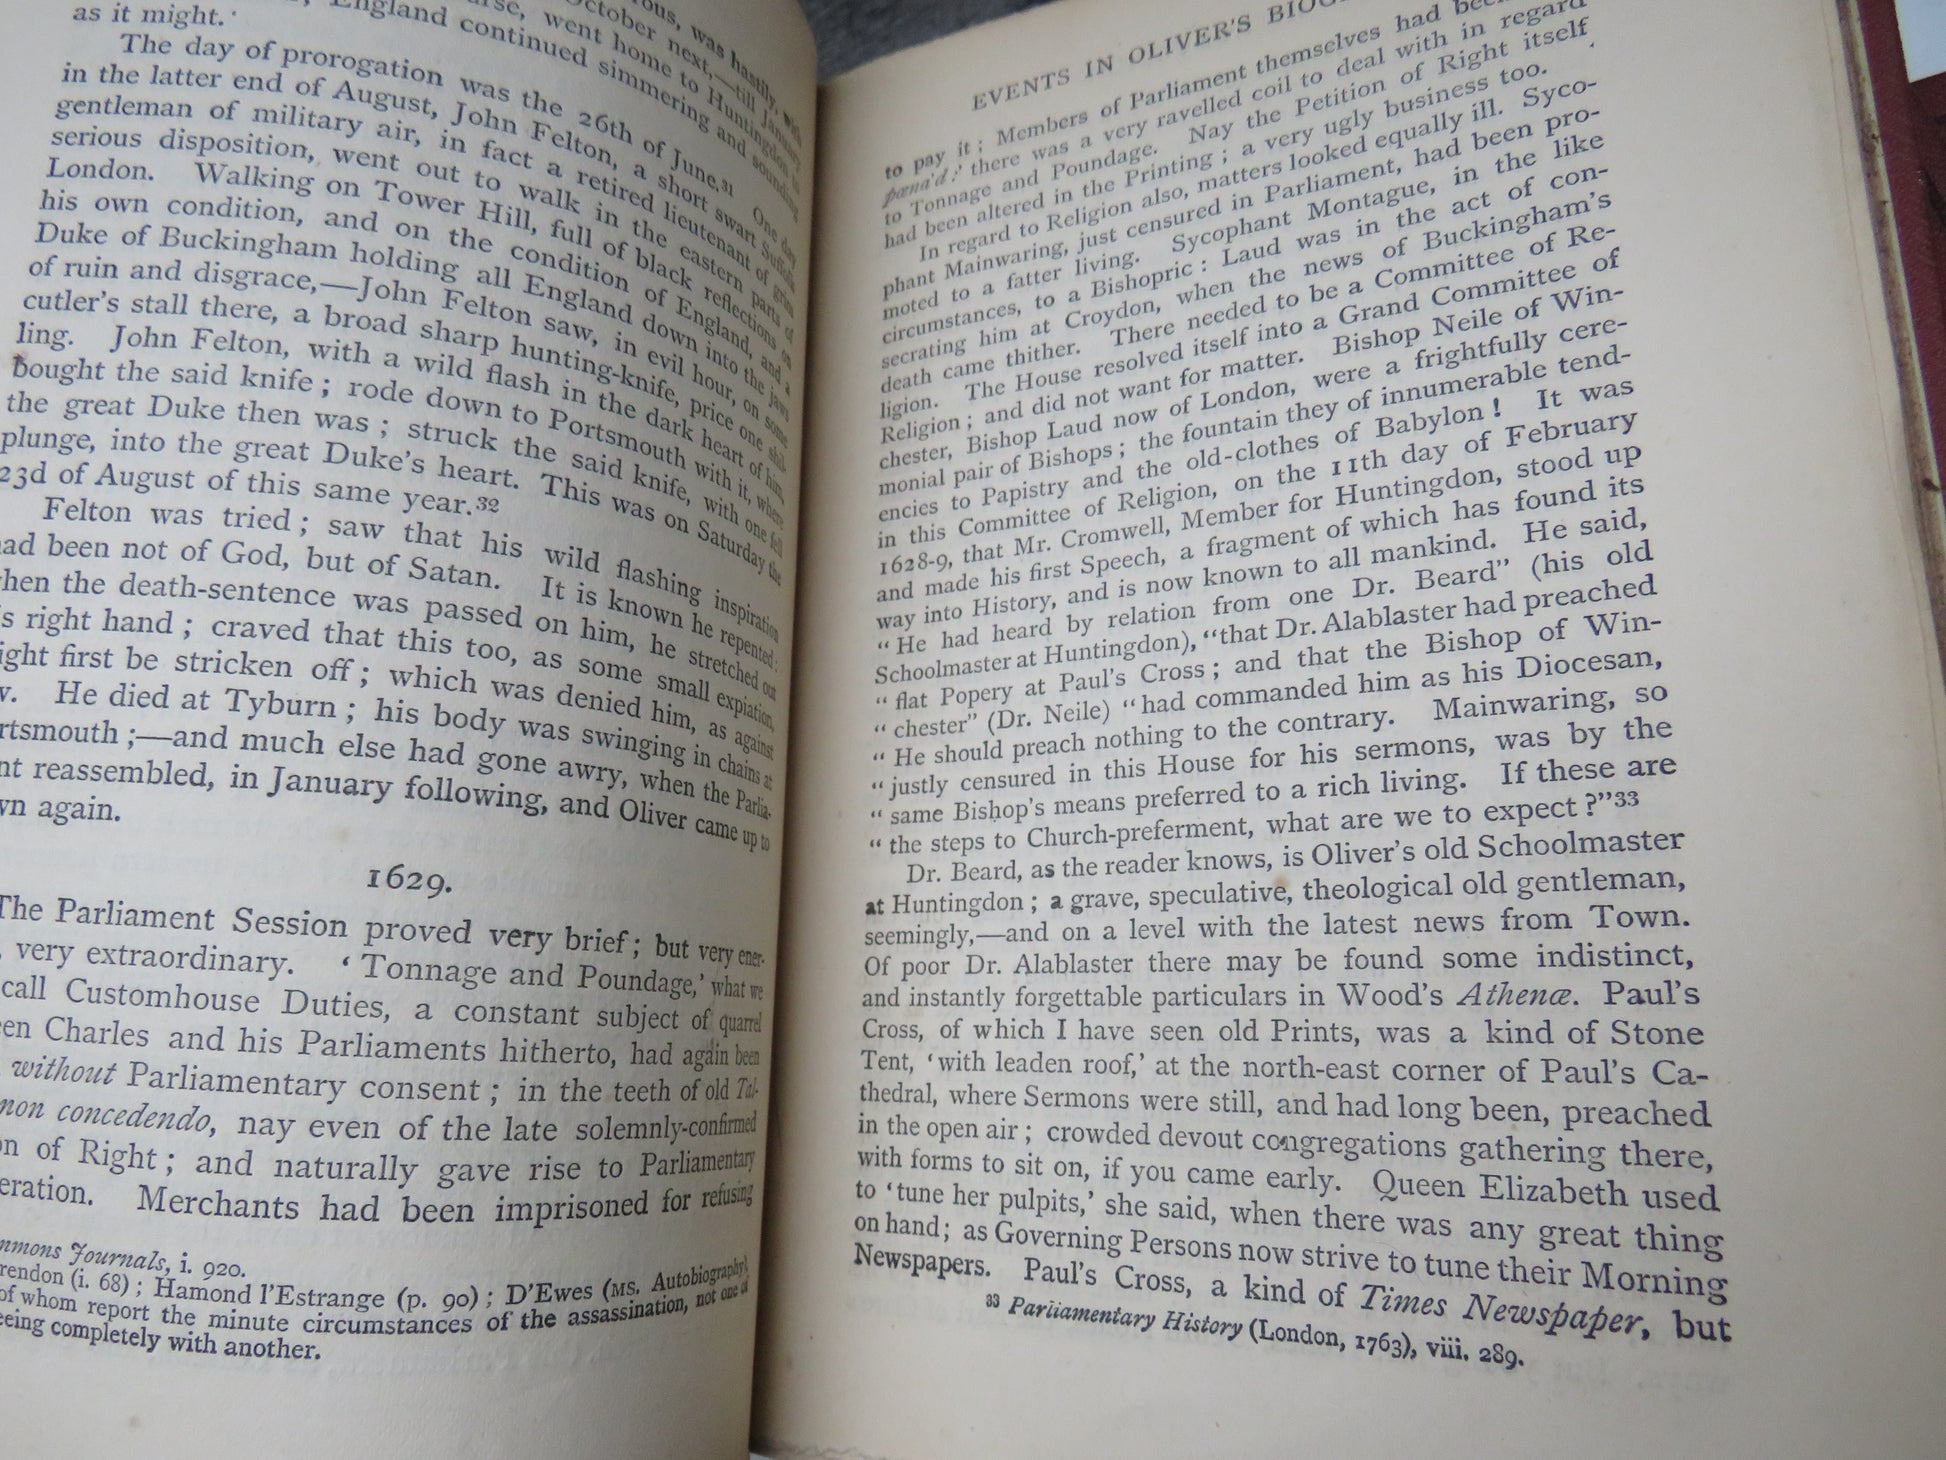 rous, was hastily, with
October next,—till January
rse, went home to Huntingdon to
England continued simmering and sounding
as it might.
The day of prorogation was the 26th of June.31 One day
in the latter end of August, John Felton, a short swart Suffolk
gentleman of military air, in fact a retired lieutenant of grim
serious disposition, went out to walk in the eastern parts of
London. Walking on Tower Hill, full of black reflections on
his own condition, and on the condition of England, and a
Duke of Buckingham holding all England down into the jaws
of ruin and disgrace,—John Felton saw, in evil hour, on some
cutler's stall there, a broad sharp hunting-knife, price one shil-
ling. John Felton, with a wild flash in the dark heart of him,
bought the said knife; rode down to Portsmouth with it, where
the great Duke then was; struck the said knife, with one fell
plunge, into the great Duke's heart. This was on Saturday the
23d of August of this same year.32
Felton was tried; saw that his wild flashing inspiration
had been not of God, but of Satan. It is known he repented:
when the death-sentence was passed on him, he stretched out
s right hand; craved that this too, as some small expiation,
ight first be stricken off; which was denied him, as against
w. He died at Tyburn; his body was swinging in chains at
rtsmouth;—and much else had gone awry, when the Parlia-
nt reassembled, in January following, and Oliver came up to
wn again.
1629.
The Parliament Session proved very brief; but very ener-
, very extraordinary. 'Tonnage and Poundage,' what we
call Customhouse Duties, a constant subject of quarrel
een Charles and his Parliaments hitherto, had again been
without Parliamentary consent; in the teeth of old Tal-
non concedendo, nay even of the late solemnly-confirmed
on of Right; and naturally gave rise to Parliamentary
eration. Merchants had been imprisoned for refusing
mmons Journals, i. 920.
rendon (i. 68); Hamond l'Estrange (p. 90); D'Ewes (MS. Autobiography),
of whom report the minute circumstances of the assassination, not one of
eeing completely with another.
EVENTS IN OLIVER'S BIOG
to pay it; Members of Parliament themselves had been
pœna'd:' there was a very ravelled coil to deal with in regard
to Tonnage and Poundage. Nay the Petition of Right itself
had been altered in the Printing; a very ugly business too.
In regard to Religion also, matters looked equally ill. Syco-
phant Mainwaring, just censured in Parliament, had been pro-
moted to a fatter living. Sycophant Montague, in the like
circumstances, to a Bishopric: Laud was in the act of con-
secrating him at Croydon, when the news of Buckingham's
death came thither. There needed to be a Committee of Re-
ligion. The House resolved itself into a Grand Committee of
Religion; and did not want for matter. Bishop Neile of Win-
chester, Bishop Laud now of London, were a frightfully cere-
monial pair of Bishops; the fountain they of innumerable tend-
encies to Papistry and the old-clothes of Babylon! It was
in this Committee of Religion, on the 11th day of February
1628-9, that Mr. Cromwell, Member for Huntingdon, stood up
and made his first Speech, a fragment of which has found its
way into History, and is now known to all mankind. He said,
"He had heard by relation from one Dr. Beard" (his old
Schoolmaster at Huntingdon), "that Dr. Alablaster had preached
"flat Popery at Paul's Cross; and that the Bishop of Win-
"chester" (Dr. Neile) "had commanded him as his Diocesan,
"He should preach nothing to the contrary. Mainwaring, so
"justly censured in this House for his sermons, was by the
"same Bishop's means preferred to a rich living. If these are
"the steps to Church-preferment, what are we to expect?"33
Dr. Beard, as the reader knows, is Oliver's old Schoolmaster
at Huntingdon; a grave, speculative, theological old gentleman,
seemingly,—and on a level with the latest news from Town.
Of poor Dr. Alablaster there may be found some indistinct,
and instantly forgettable particulars in Wood's Athenæ. Paul's
Cross, of which I have seen old Prints, was a kind of Stone
Tent, 'with leaden roof,' at the north-east corner of Paul's Ca-
thedral, where Sermons were still, and had long been, preached
in the open air; crowded devout congregations gathering there,
with forms to sit on, if you came early. Queen Elizabeth used
to 'tune her pulpits,' she said, when there was any great thing
on hand; as Governing Persons now strive to tune their Morning
Newspapers. Paul's Cross, a kind of Times Newspaper, but
33 Parliamentary History (London, 1763), viii. 289.